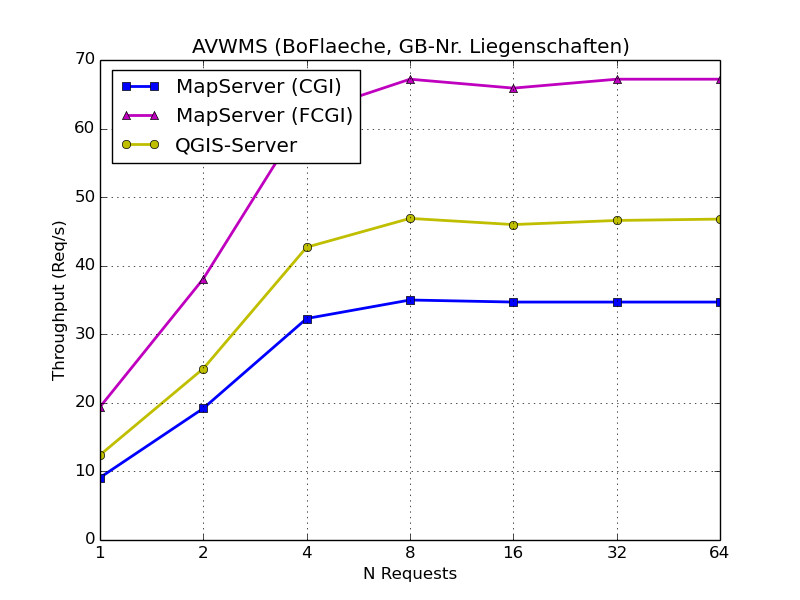 AVWMS (BoFlaeche, GB-Nr. Liegenschaften)
70
60
50
40
30
20
10
0
Throughput (Req/s)
MapServer (CGI)
MapServer (FCGI)
QGIS-Server
1 2 4 8 16 32 64
N Requests